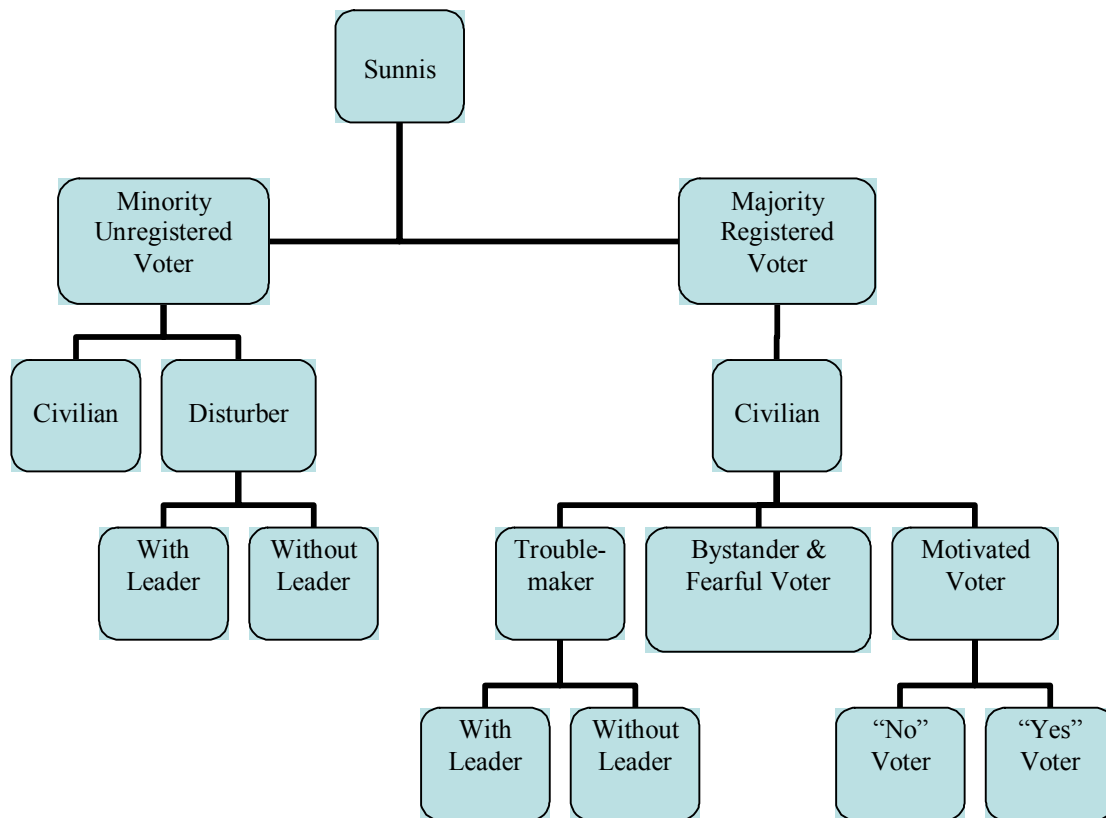 Sunnis
Minority
Unregistered
Voter
Majority
Registered
Voter
Civilian
Disturber
Civilian
With
Leader
Without
Leader
Trouble-
maker
Bystander &
Fearful Voter
Motivated
Voter
With
Leader
Without
Leader
“No”
Voter
“Yes”
Voter